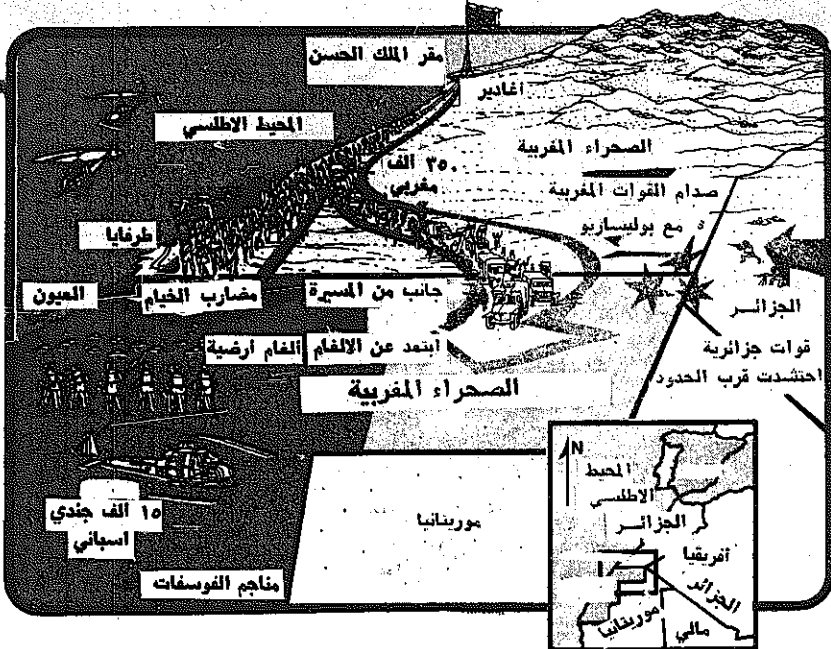 مقر الملك الحسن
اغادير
المحيط الاطلسي
الصحراء المغربية
٣٥٠ الف
مغربي
صدام القوات المغربية
مع بوليساريو
طرفايا
العيون
مضارب الخيام
جانب من المسيرة
الجزائر
ابتعد عن الالغام
الغام أرضية
قوات جزائرية
احتشدت قرب الحدود
الصحراء المغربية
١٥ الف جندي
اسباني
موريتانيا
مناجم الفوسفات
N
المحيط
الاطلسي
الجزائر
أفريقيا
الجزائر
موريتانيا
مالي